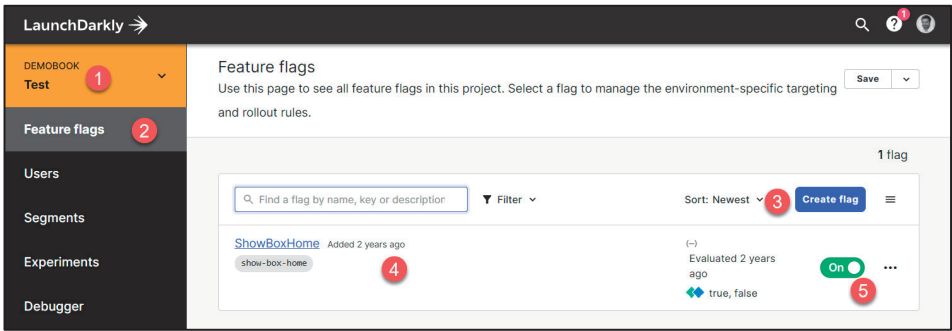 LaunchDarkly
1
DEMOBOOK
Test
1
Feature flags
2
Users
Segments
Experiments
Debugger
Feature flags
Use this page to see all feature flags in this project. Select a flag to manage the environment-specific targeting
and rollout rules.
Save
1 flag
Find a flag by name, key or description
Filter
Sort: Newest
3
Create flag
ShowBoxHome Added 2 years ago
show-box-home
4
(–)
Evaluated 2 years
ago
true, false
On
5